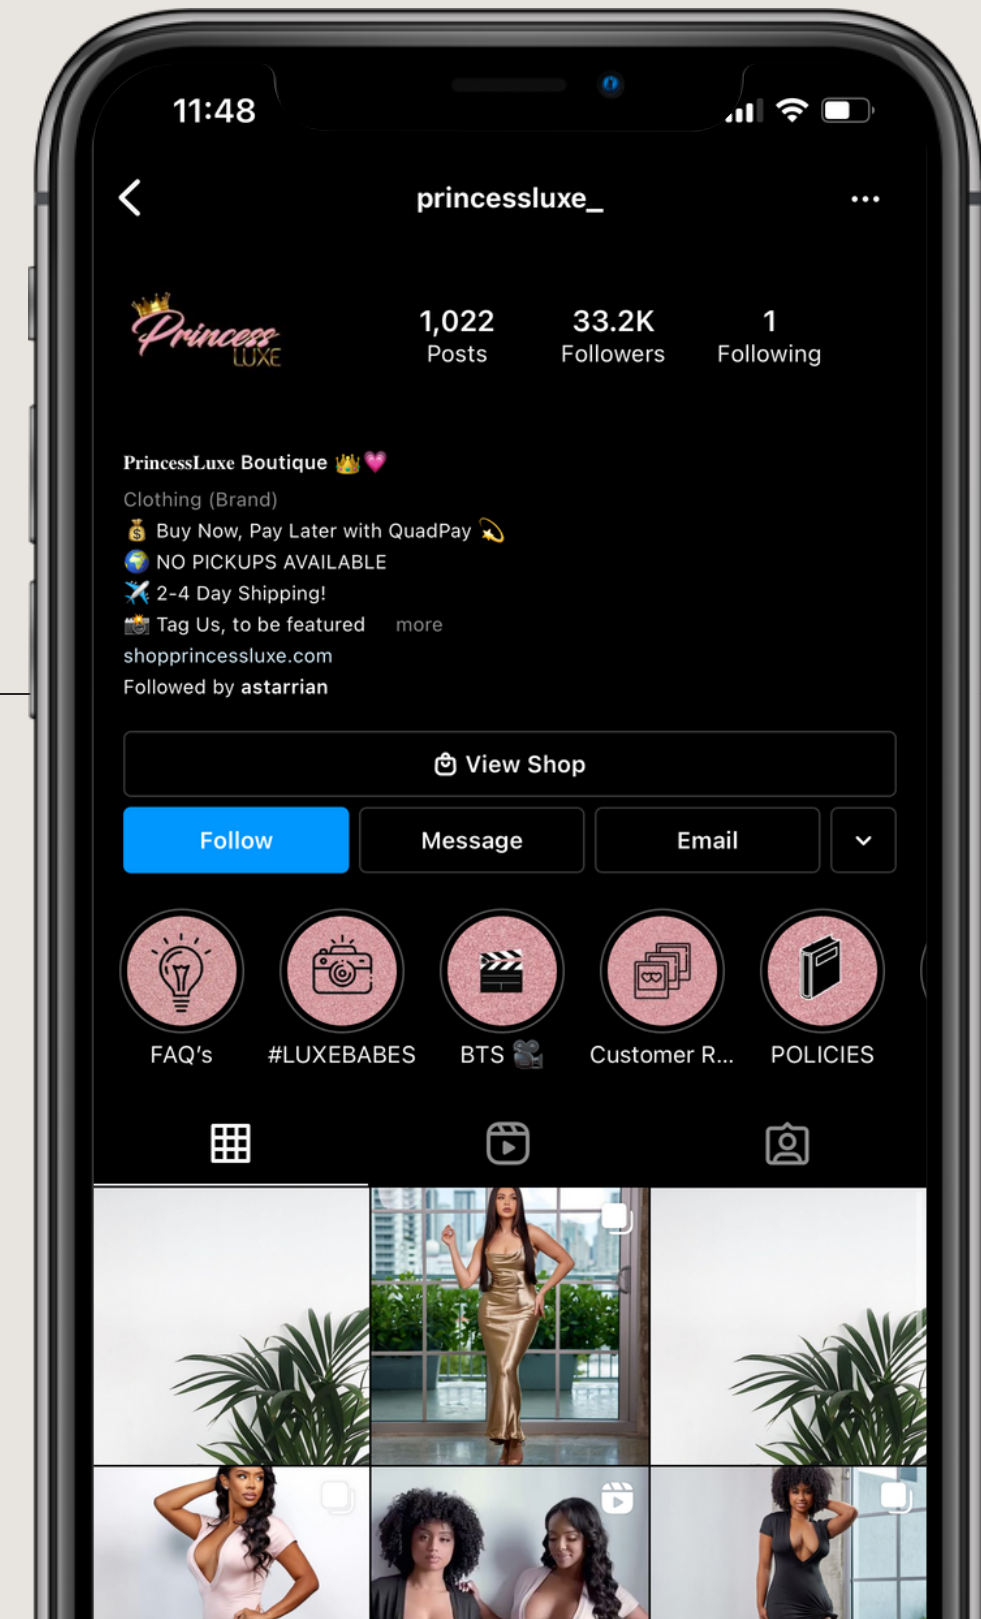 11:48
princessluxe_
Princess
LUXE
1,022 33.2K 1
Posts Followers Following
PrincessLuxe Boutique 👑💗
Clothing (Brand)
💰 Buy Now, Pay Later with QuadPay 💫
🌍 NO PICKUPS AVAILABLE
✈️ 2-4 Day Shipping!
📸 Tag Us, to be featured more
shopprincessluxe.com
Followed by astarrian
View Shop
Follow Message Email
FAQ’s #LUXEBABES BTS 🎥 Customer R... POLICIES